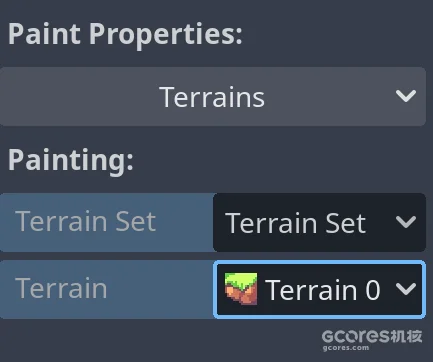 Paint Properties:
Terrains
Painting:
Terrain Set Terrain Set
Terrain Terrain 0
GCORES机核
gcores.com